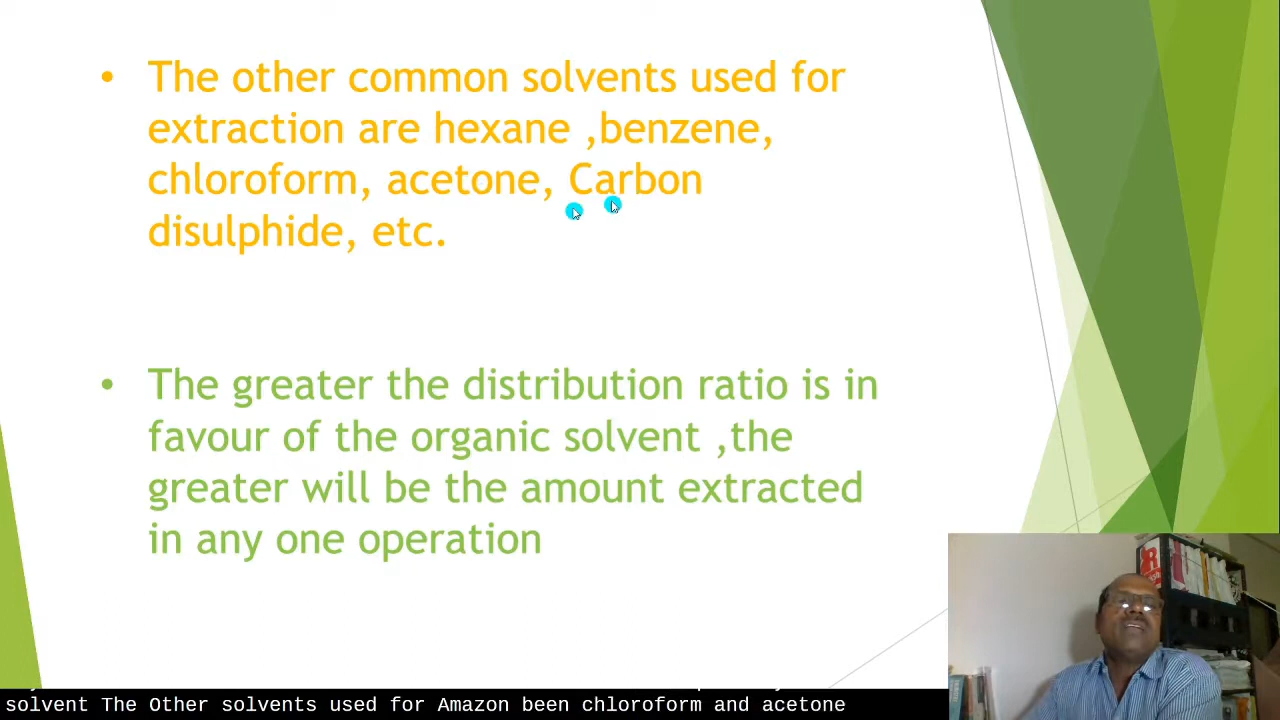 • The other common solvents used for
extraction are hexane ,benzene,
chloroform, acetone, Carbon
disulphide, etc.
• The greater the distribution ratio is in
favour of the organic solvent ,the
greater will be the amount extracted
in any one operation
solvent The Other solvents used for Amazon been chloroform and acetone